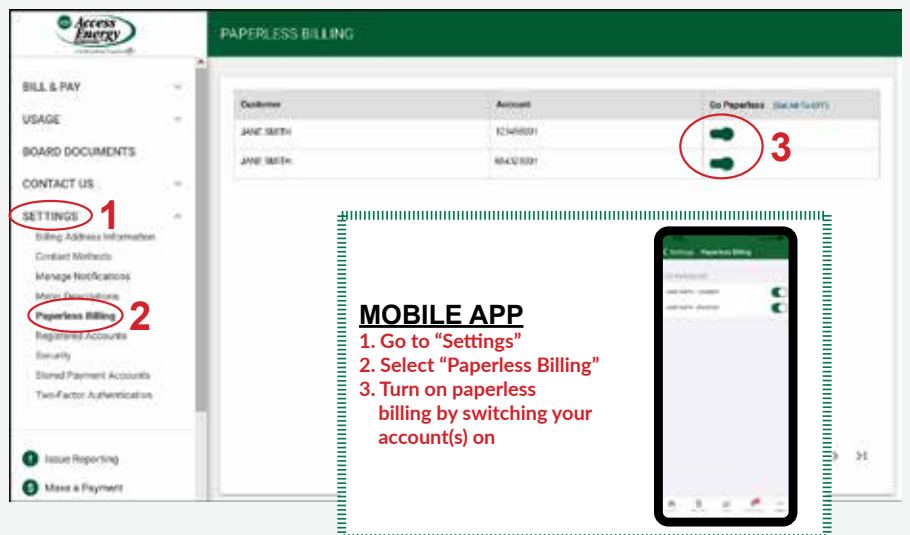 Access
Energy
PAPERLESS BILLING
BILL & PAY
USAGE
BOARD DOCUMENTS
CONTACT US
SETTINGS
1
Billing Address Information
Contact Methods
Manage Notifications
Meter Descriptions
Paperless Billing
2
Registered Accounts
Security
Stored Payment Accounts
Two-Factor Authentication
Issue Reporting
Make a Payment
Customer Account Go Paperless
JANE SMITH
JANE SMITH
3
MOBILE APP
1. Go to “Settings”
2. Select “Paperless Billing”
3. Turn on paperless
billing by switching your
account(s) on
Settings Paperless Billing